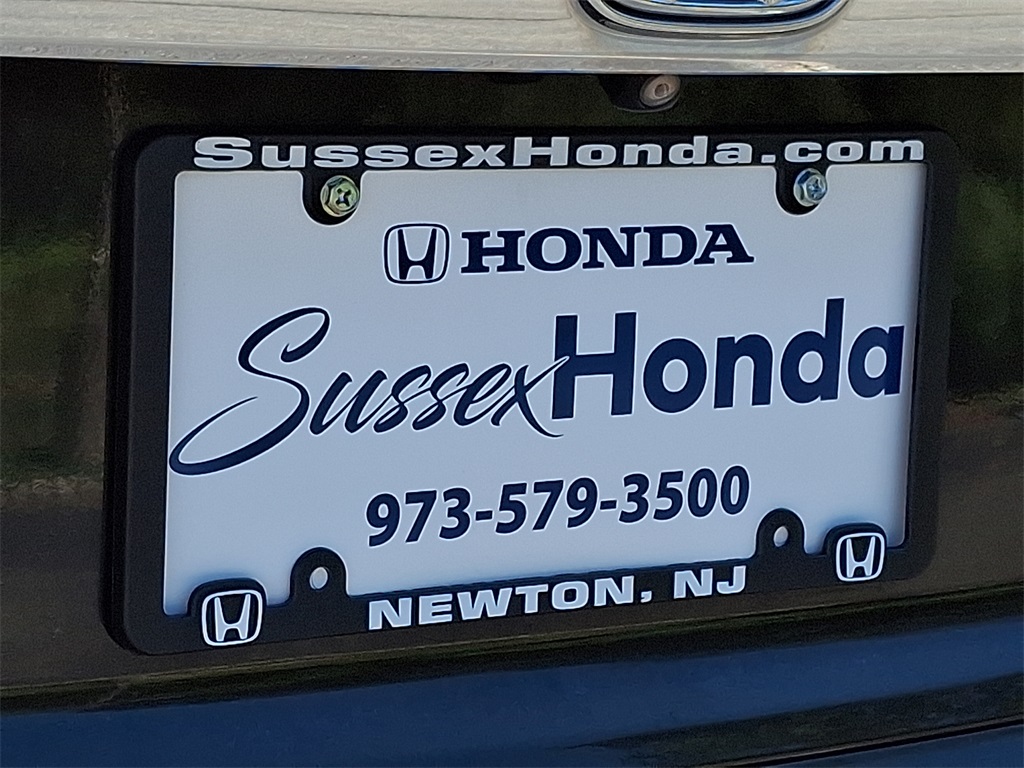 SussexHonda.com
HONDA
SussexHonda
973-579-3500
NEWTON, NJ